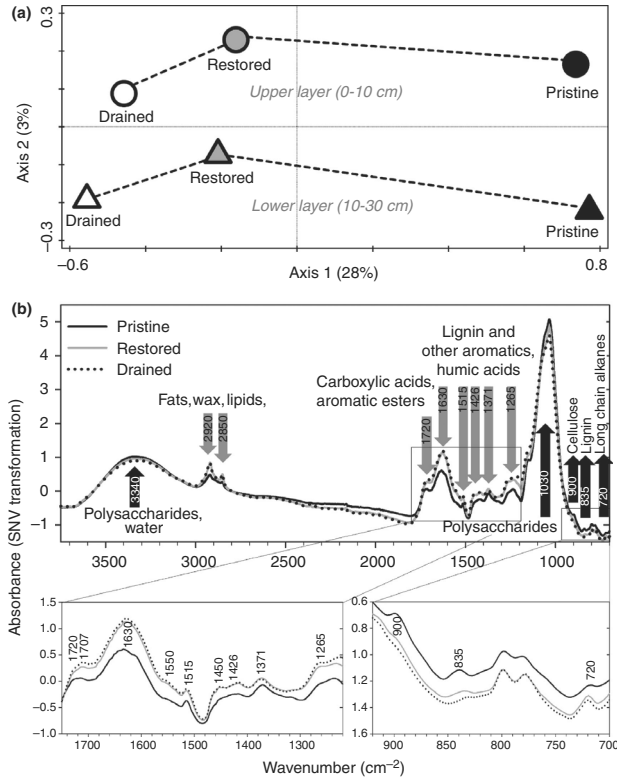 (a)
0.3
Restored
Upper layer (0-10 cm)
Drained
Pristine
Axis 2 (3%)
Restored
Drained
Lower layer (10-30 cm)
Pristine
−0.3
−0.6
Axis 1 (28%)
0.8
(b)
5
4
3
2
1
0
−1
Pristine
Restored
Drained
Fats,wax,lipids,
2920
2850
Lignin and
other aromatics,
humic acids
Carboxylic acids,
aromatic esters
1720
1630
1515
1426
1371
1265
3340
Polysaccharides,
water
1030
Polysaccharides
900
Cellulose
835
Lignin
720
Long chain alkanes
3500
3000
2500
2000
1500
1000
Absorbance (SNV transformation)
1.5
1.0
0.5
0.0
−0.5
−1.0
1720
1707
1630
1550
1515
1450
1426
1371
1265
1700
1600
1500
1400
1300
0.6
0.8
1.0
1.2
1.4
1.6
900
835
720
900
850
800
750
700
Wavenumber (cm⁻²)